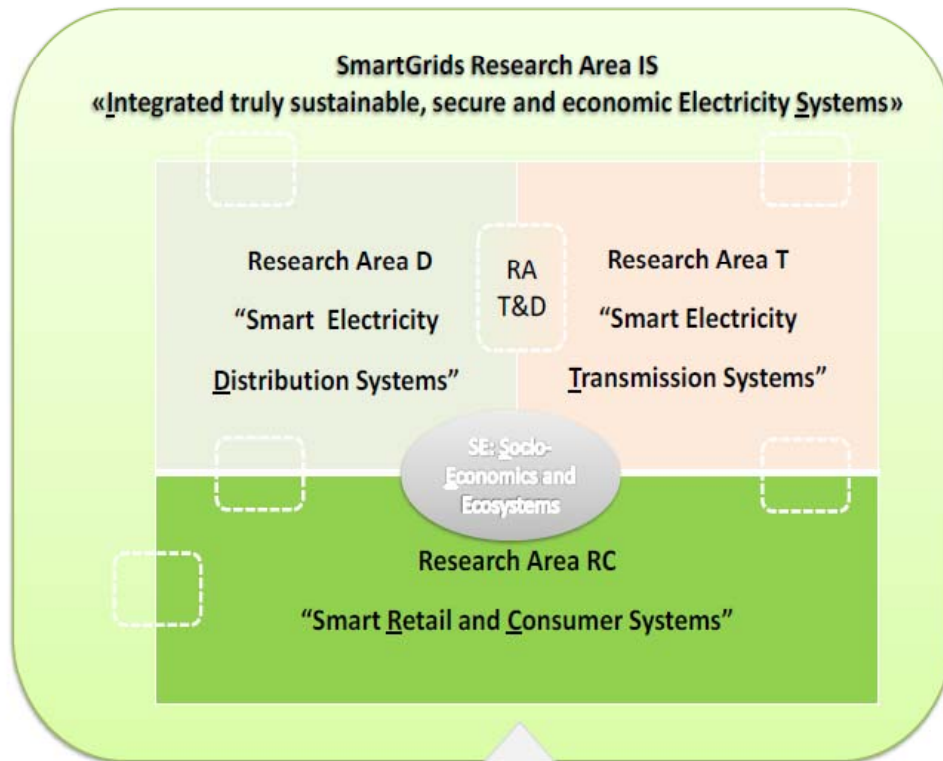 SmartGrids Research Area IS
«Integrated truly sustainable, secure and economic Electricity Systems»
Research Area D
“Smart Electricity
Distribution Systems”
RA
T&D
Research Area T
“Smart Electricity
Transmission Systems”
SE: Socio-
Economics and
Ecosystems
Research Area RC
“Smart Retail and Consumer Systems”